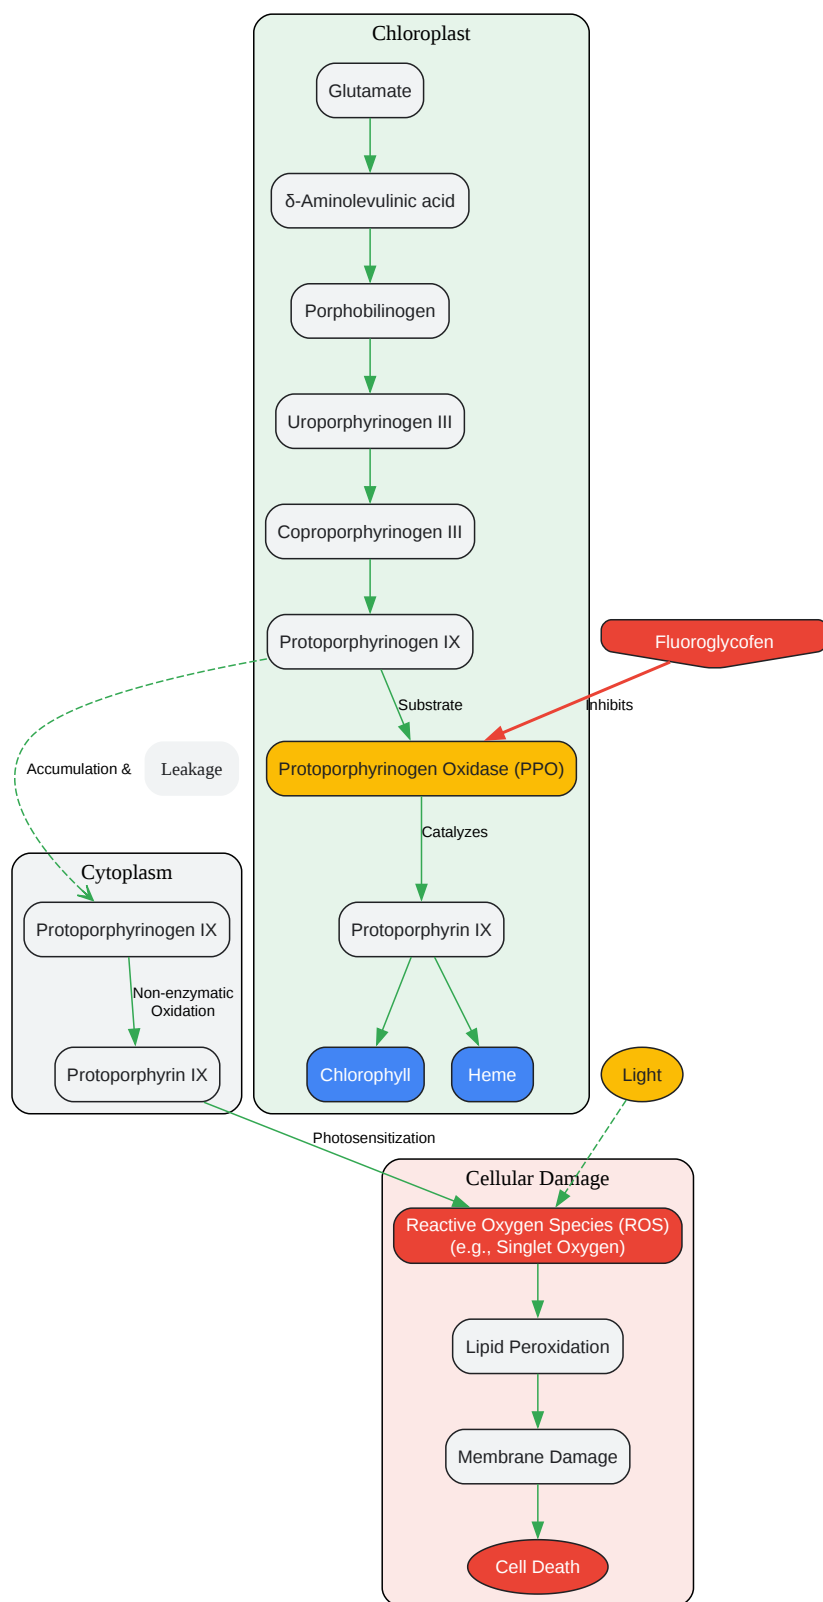 Chloroplast
Glutamate
δ-Aminolevulinic acid
Porphobilinogen
Uroporphyrinogen III
Coproporphyrinogen III
Protoporphyrinogen IX
Fluoroglycofen
Substrate
Inhibits
Accumulation &
Leakage
Protoporphyrinogen Oxidase (PPO)
Catalyzes
Cytoplasm
Protoporphyrinogen IX
Protoporphyrin IX
Non-enzymatic
Oxidation
Protoporphyrin IX
Chlorophyll
Heme
Light
Photosensitization
Cellular Damage
Reactive Oxygen Species (ROS)
(e.g., Singlet Oxygen)
Lipid Peroxidation
Membrane Damage
Cell Death